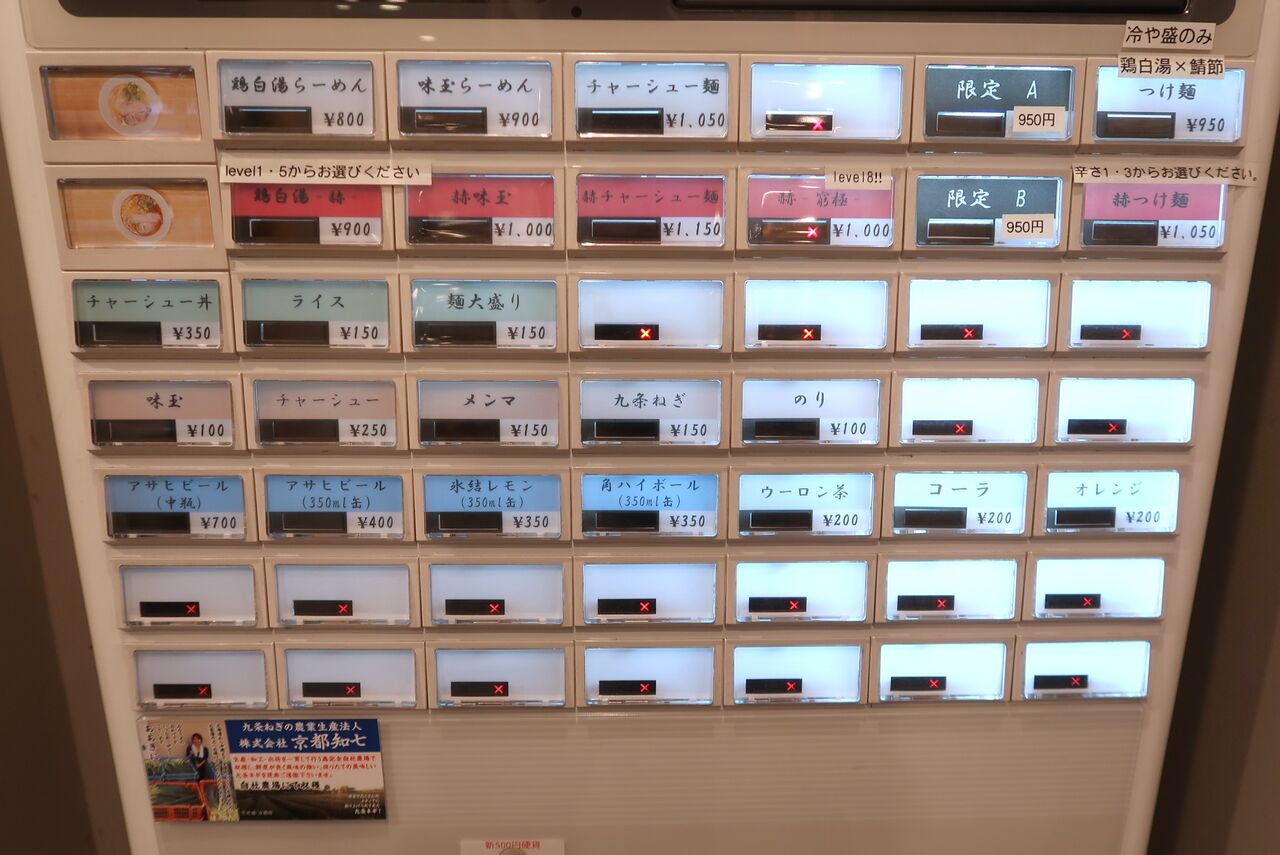 冷や盛のみ
鶏白湯×鯖節
鶏白湯らーめん
¥800
味玉らーめん
¥900
チャーシュー麺
¥1,050
限定 A
950円
つけ麺
¥950
level1・5からお選びください
鶏白湯-赫-
¥900
赫味玉
¥1,000
赫チャーシュー麺
¥1,150
level8!!
赫-窮極-
¥1,000
限定 B
950円
辛さ1・3からお選びください。
赫つけ麺
¥1,050
チャーシュー丼
¥350
ライス
¥150
麺大盛り
¥150
味玉
¥100
チャーシュー
¥250
メンマ
¥150
九条ねぎ
¥150
のり
¥100
アサヒビール
(中瓶)
¥700
アサヒビール
(350ml缶)
¥400
氷結レモン
(350ml缶)
¥350
角ハイボール
(350ml缶)
¥350
ウーロン茶
¥200
コーラ
¥200
オレンジ
¥200
九条ねぎの農業生産法人
株式会社 京都知七
自社農場にて収穫
新500円硬貨